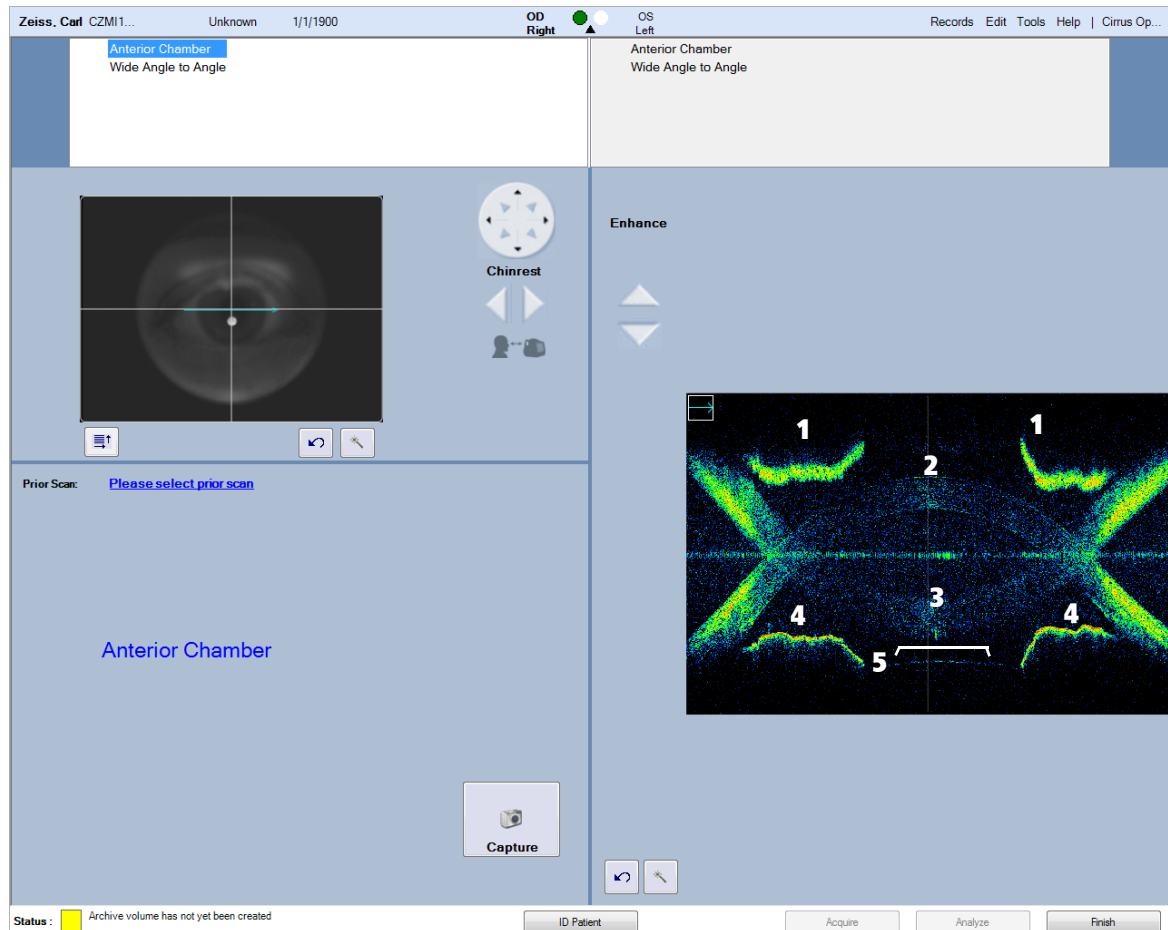 Zeiss, Carl CZMI1... Unknown 1/1/1900 OD Right OS Left Records Edit Tools Help | Cirrus Op...
Anterior Chamber
Wide Angle to Angle
Anterior Chamber
Wide Angle to Angle
Chinrest
Enhance
1
1
2
3
4
4
5
Prior Scan: Please select prior scan
Anterior Chamber
Capture
Status : Archive volume has not yet been created
ID Patient
Acquire
Analyze
Finish